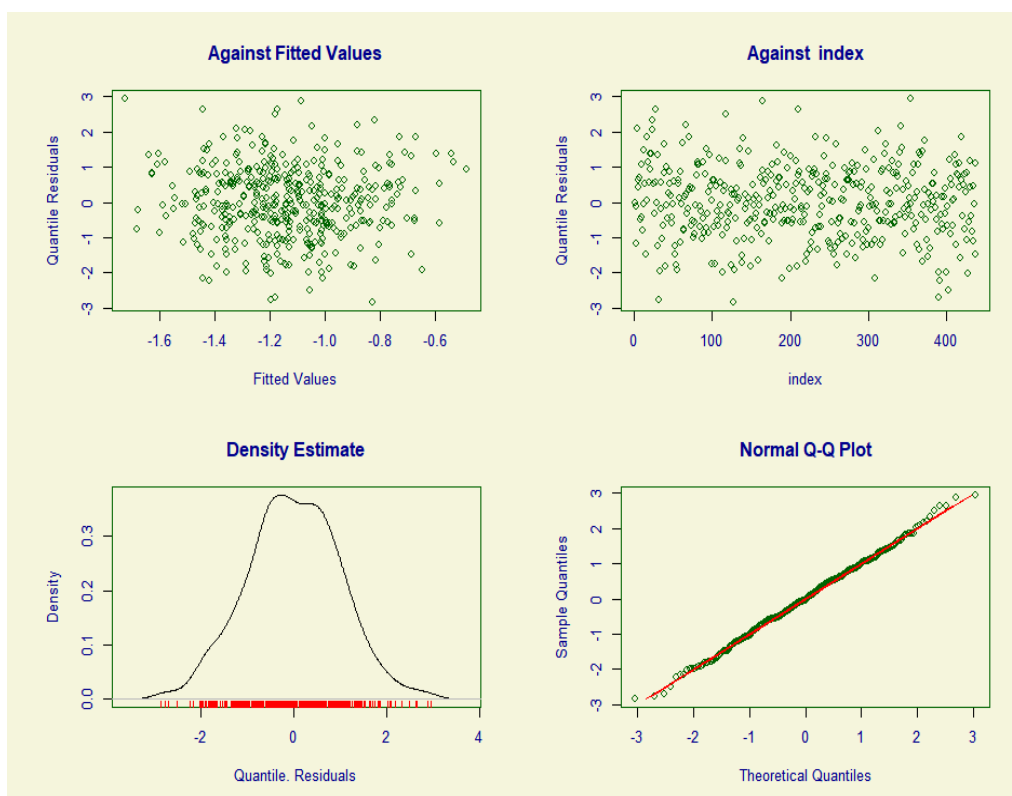 Against Fitted Values
3
2
1
0
-1
-2
-3
Quantile Residuals
-1.6 -1.4 -1.2 -1.0 -0.8 -0.6
Fitted Values
Against index
3
2
1
0
-1
-2
-3
Quantile Residuals
0 100 200 300 400
index
Density Estimate
0.3
0.2
0.1
0.0
Density
-2 0 2 4
Quantile. Residuals
Normal Q-Q Plot
3
2
1
0
-1
-2
-3
Sample Quantiles
-3 -2 -1 0 1 2 3
Theoretical Quantiles